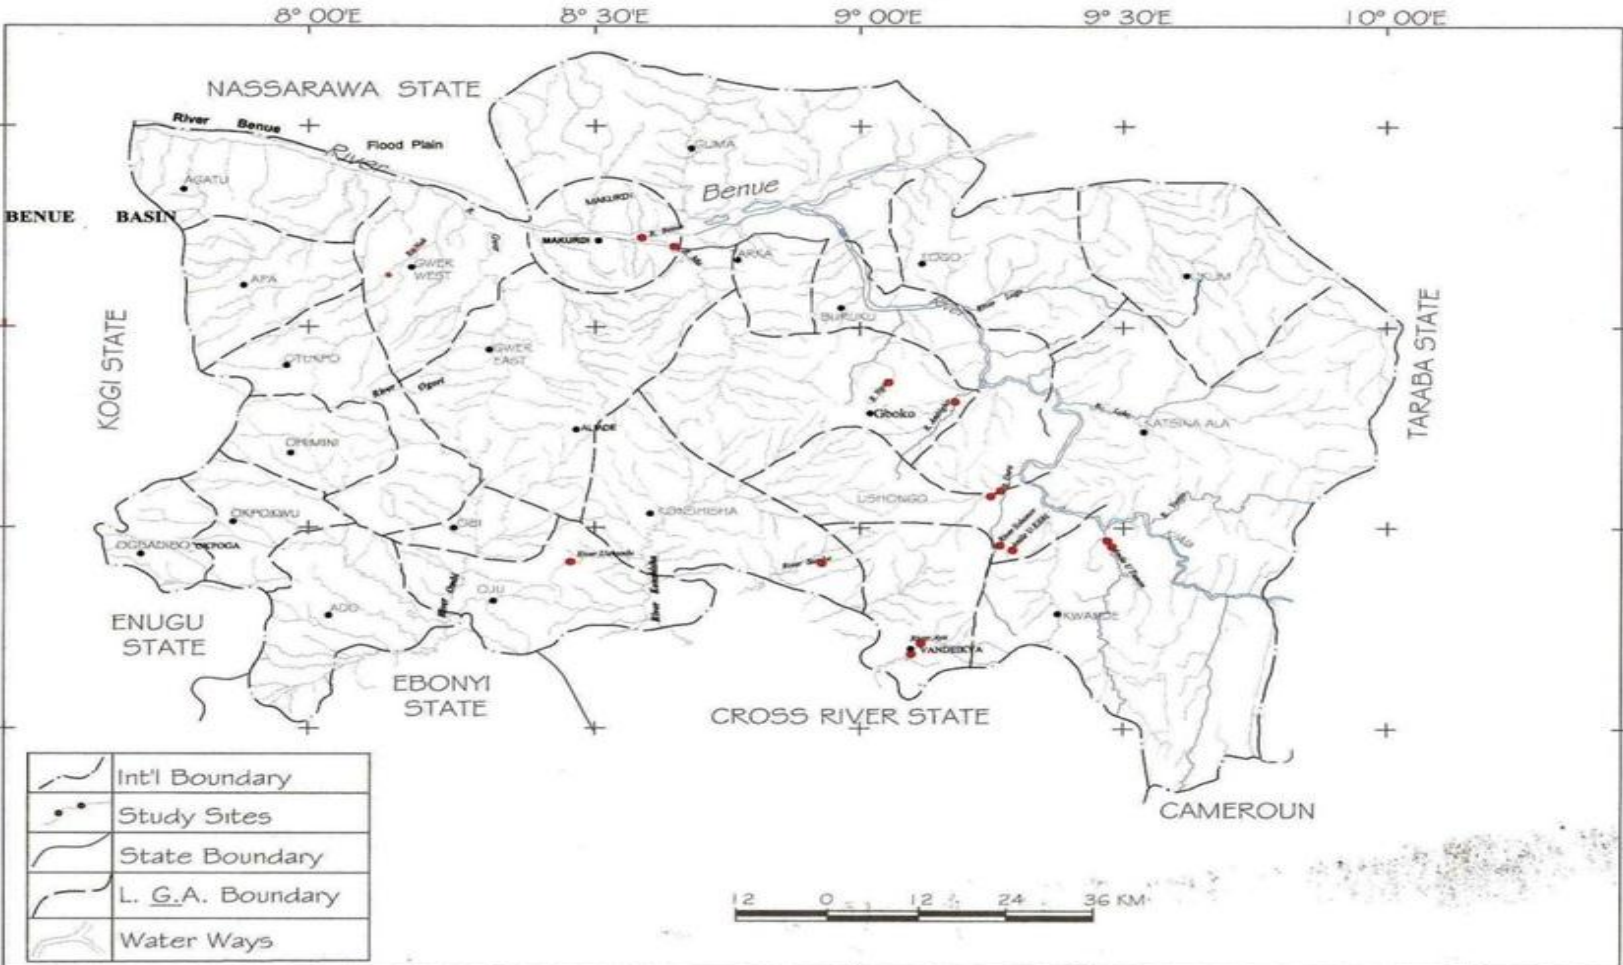 8° 00'E
8° 30'E
9° 00'E
9° 30'E
10° 00'E
NASSARAWA STATE
River Benue
Flood Plain
River
GUMA
AGATU
Benue
MAKURDI
BENUE BASIN
MAKURDI
GWER
WEST
ARKA
LOGO
UKUM
APA
BURUKU
KOGI STATE
TARABA STATE
OTUKPO
GWER
EAST
River Oguri
Gboko
ALIADE
KATSINA ALA
OHIMINI
USHONGO
OKPOKWU
OBI
KONSHISHA
OGBADIBO
OKPOGA
OJU
River Konshisha
ADO
KWANDE
ENUGU
STATE
VANDEIKYA
EBONYI
STATE
CROSS RIVER STATE
CAMEROUN
Int'l Boundary
Study Sites
State Boundary
L. G.A. Boundary
Water Ways
12 0 12 24 36 KM